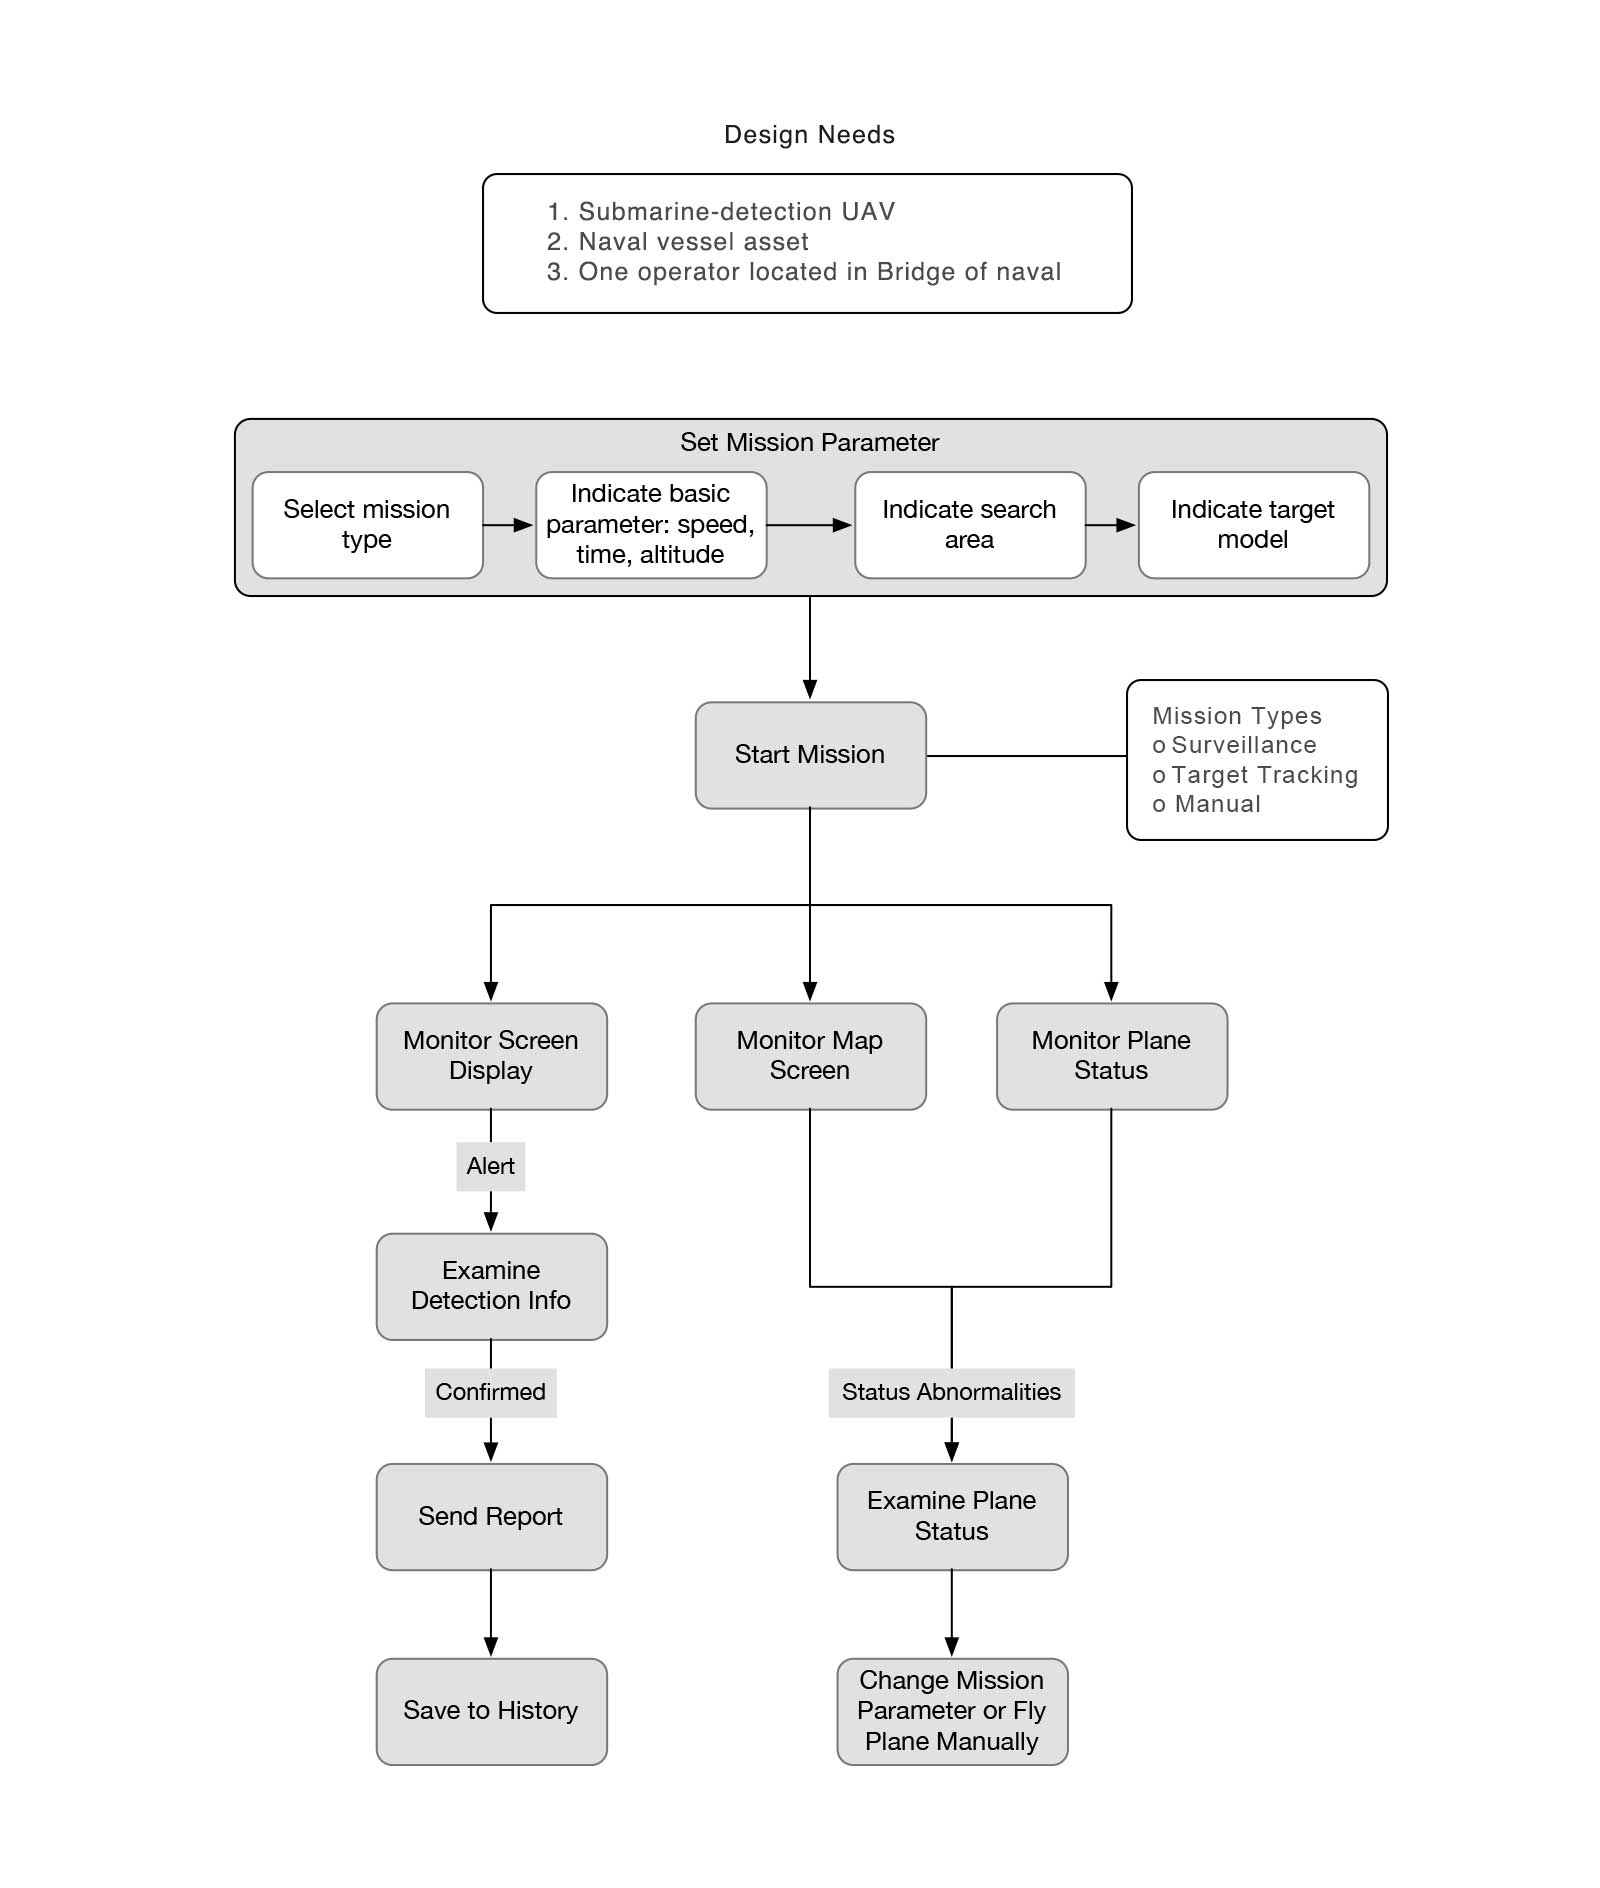 Design Needs
1. Submarine-detection UAV
2. Naval vessel asset
3. One operator located in Bridge of naval
Set Mission Parameter
Select mission
type
Indicate basic
parameter: speed,
time, altitude
Indicate search
area
Indicate target
model
Start Mission
Mission Types
o Surveillance
o Target Tracking
o Manual
Monitor Screen
Display
Monitor Map
Screen
Monitor Plane
Status
Alert
Examine
Detection Info
Confirmed
Status Abnormalities
Send Report
Examine Plane
Status
Save to History
Change Mission
Parameter or Fly
Plane Manually